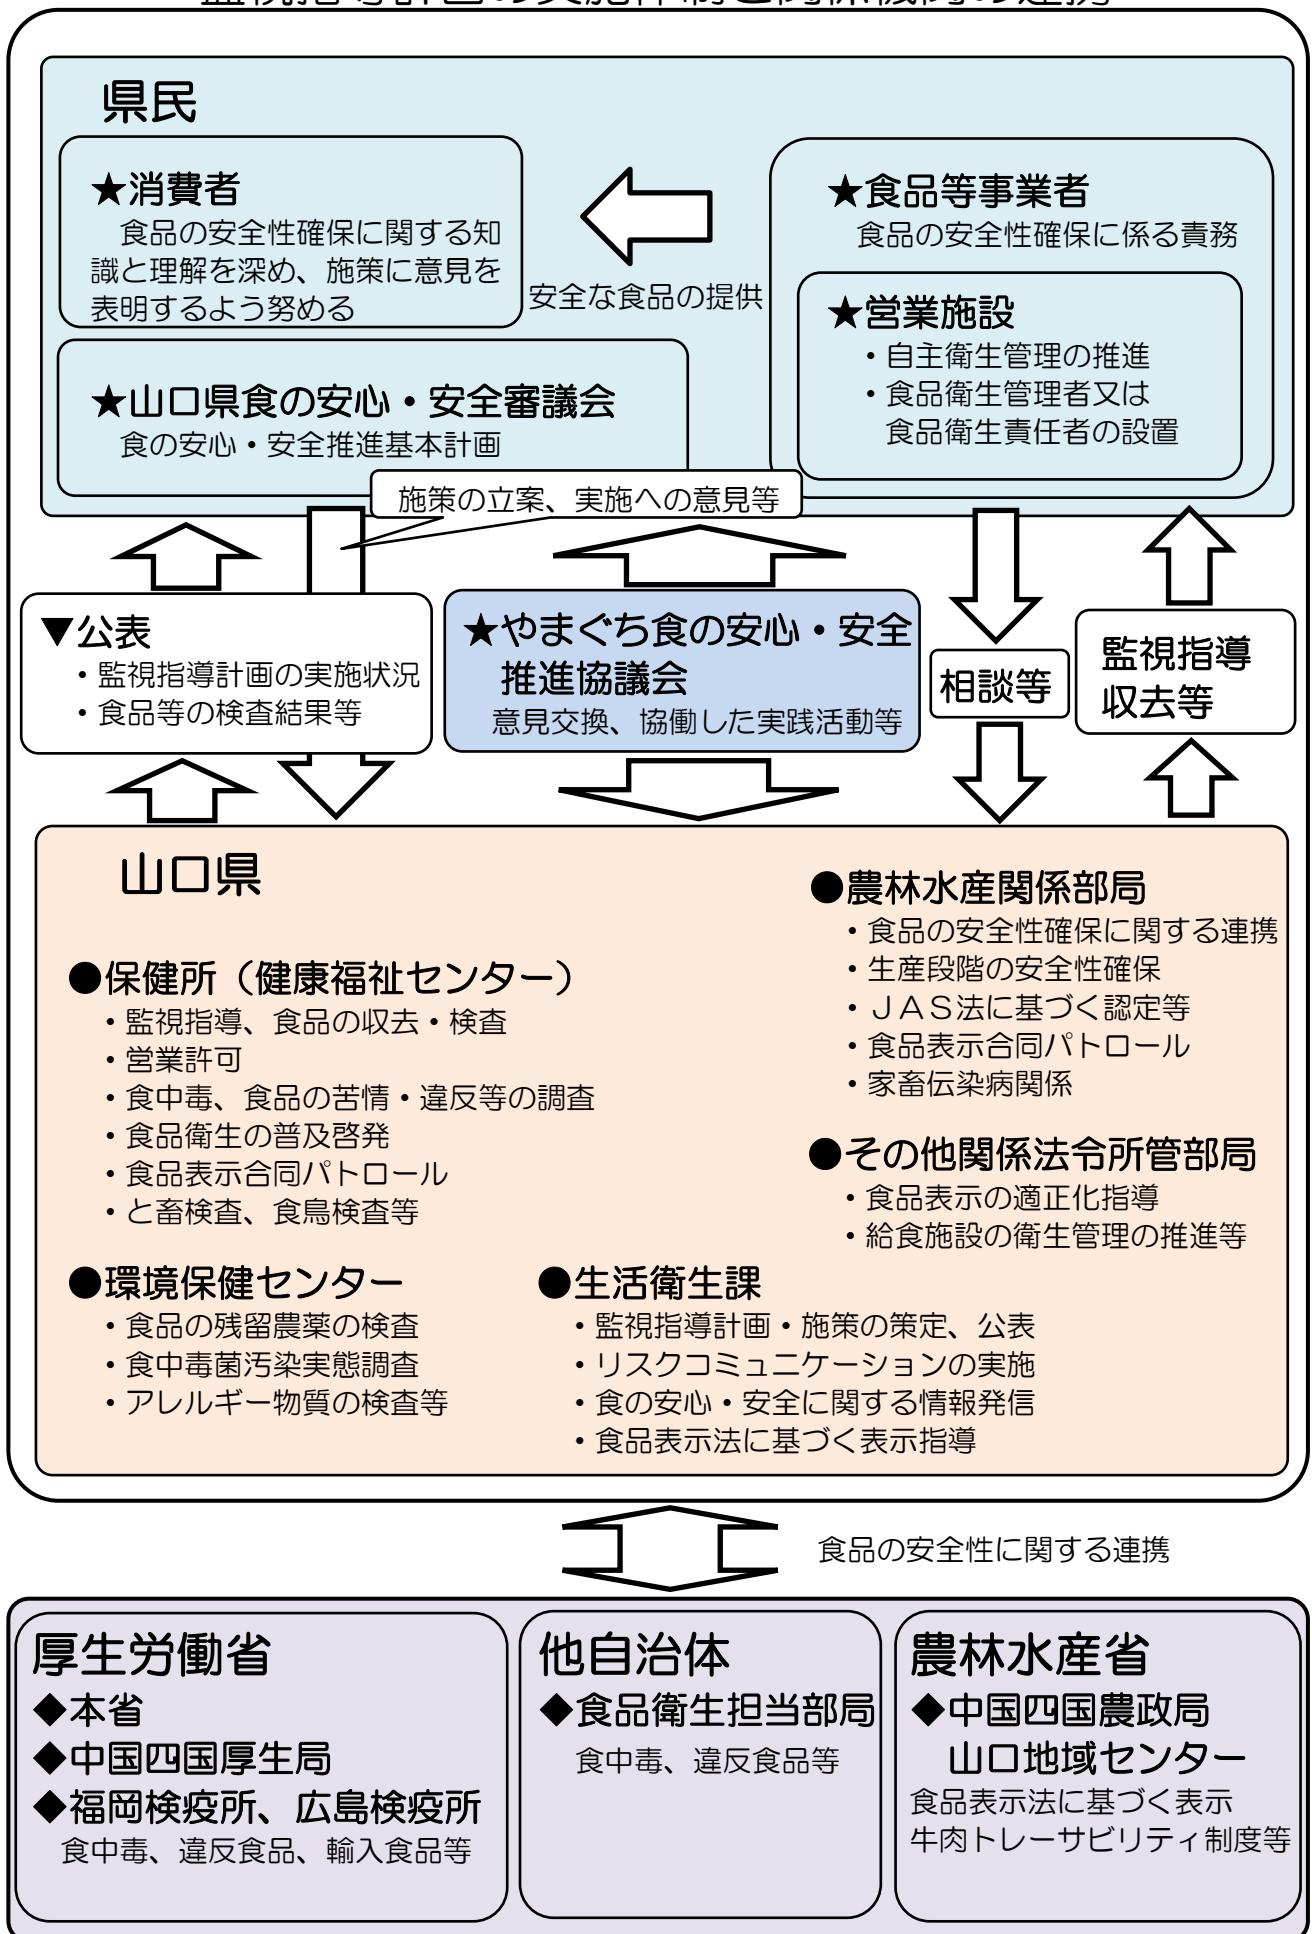 監視指導計画の実施体制と関係機関の連携
県民
★消費者
食品の安全性確保に関する知
識と理解を深め、施策に意見を
表明するよう努める
安全な食品の提供
★食品等事業者
食品の安全性確保に係る責務
★営業施設
・自主衛生管理の推進
・食品衛生管理者又は
食品衛生責任者の設置
★山口県食の安心・安全審議会
食の安心・安全推進基本計画
施策の立案、実施への意見等
▼公表
・監視指導計画の実施状況
・食品等の検査結果等
★やまぐち食の安心・安全
推進協議会
意見交換、協働した実践活動等
相談等
監視指導
収去等
山口県
●保健所（健康福祉センター）
・監視指導、食品の収去・検査
・営業許可
・食中毒、食品の苦情・違反等の調査
・食品衛生の普及啓発
・食品表示合同パトロール
・と畜検査、食鳥検査等
●農林水産関係部局
・食品の安全性確保に関する連携
・生産段階の安全性確保
・ＪＡＳ法に基づく認定等
・食品表示合同パトロール
・家畜伝染病関係
●その他関係法令所管部局
・食品表示の適正化指導
・給食施設の衛生管理の推進等
●環境保健センター
・食品の残留農薬の検査
・食中毒菌汚染実態調査
・アレルギー物質の検査等
●生活衛生課
・監視指導計画・施策の策定、公表
・リスクコミュニケーションの実施
・食の安心・安全に関する情報発信
・食品表示法に基づく表示指導
食品の安全性に関する連携
厚生労働省
◆本省
◆中国四国厚生局
◆福岡検疫所、広島検疫所
食中毒、違反食品、輸入食品等
他自治体
◆食品衛生担当部局
食中毒、違反食品等
農林水産省
◆中国四国農政局
山口地域センター
食品表示法に基づく表示
牛肉トレーサビリティ制度等